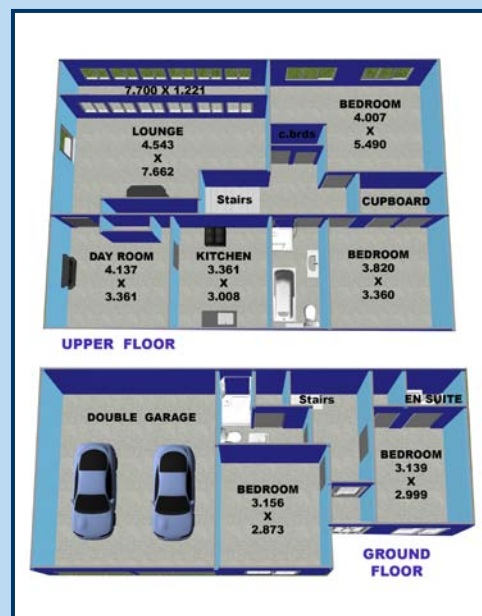 7.700 X 1.221
BEDROOM
4.007
X
5.490
LOUNGE
4.543
X
7.662
c.brds
Stairs
CUPBOARD
DAY ROOM
4.137
X
3.361
KITCHEN
3.361
X
3.008
BEDROOM
3.820
X
3.360
UPPER FLOOR
DOUBLE GARAGE
Stairs
EN SUITE
BEDROOM
3.156
X
2.873
BEDROOM
3.139
X
2.999
GROUND
FLOOR